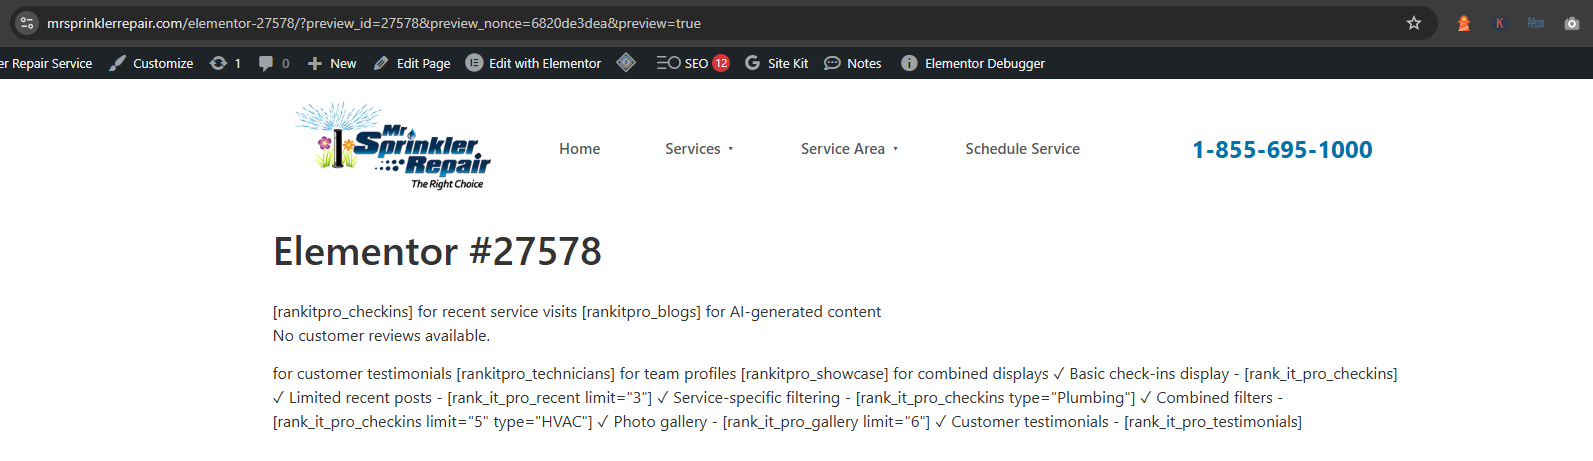 mrsprinklerrepair.com/elementor-27578/?preview_id=27578&preview_nonce=6820de3dea&preview=true
K
er Repair Service Customize 1 0 New Edit Page Edit with Elementor SEO 12 Site Kit Notes Elementor Debugger
Mr
Sprinkler
Repair
The Right Choice
Home Services ▾ Service Area ▾ Schedule Service 1-855-695-1000
Elementor #27578
[rankitpro_checkins] for recent service visits [rankitpro_blogs] for AI-generated content
No customer reviews available.
for customer testimonials [rankitpro_technicians] for team profiles [rankitpro_showcase] for combined displays ✓ Basic check-ins display - [rank_it_pro_checkins]
✓ Limited recent posts - [rank_it_pro_recent limit="3"] ✓ Service-specific filtering - [rank_it_pro_checkins type="Plumbing"] ✓ Combined filters -
[rank_it_pro_checkins limit="5" type="HVAC"] ✓ Photo gallery - [rank_it_pro_gallery limit="6"] ✓ Customer testimonials - [rank_it_pro_testimonials]